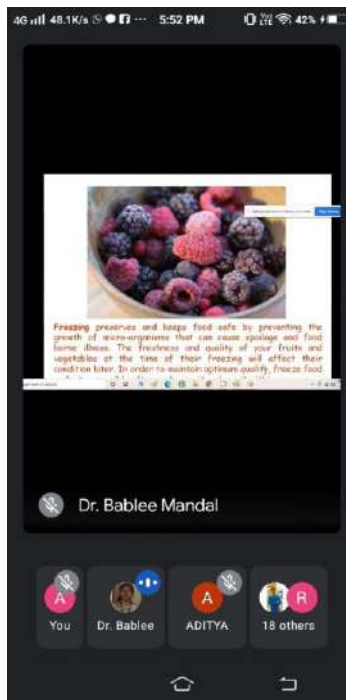 4G 48.1K/s ... 5:52 PM 42%
Freezing preserves and keeps food safe by preventing the
growth of micro-organisms that can cause spoilage and food
borne illness. The freshness and quality of your fruits and
vegetables at the time of their freezing will affect their
condition later. In order to maintain optimum quality, freeze food
Dr. Bablee Mandal
A
A
R
You
Dr. Bablee
ADITYA
18 others